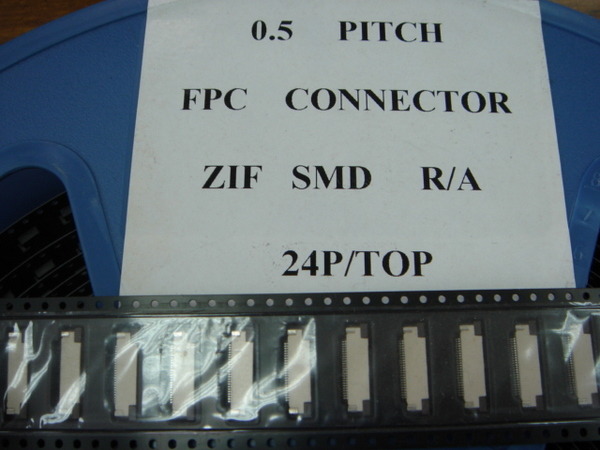 0.5 PITCH
FPC CONNECTOR
ZIF SMD R/A
24P/TOP